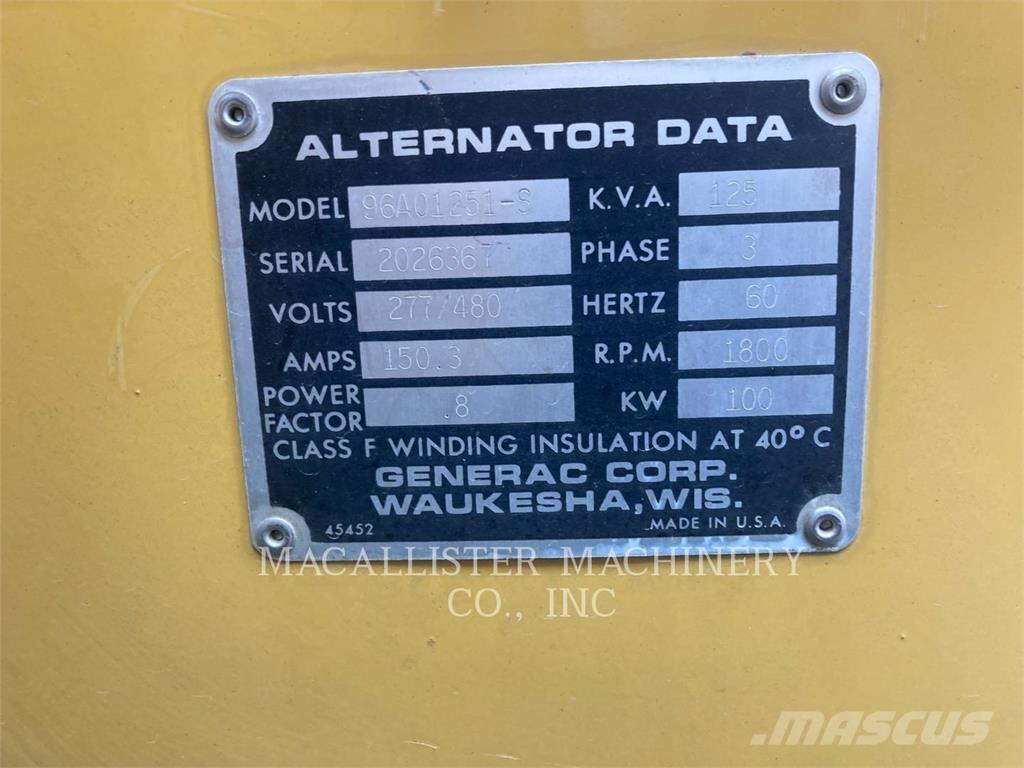 ALTERNATOR DATA
MODEL 96A01251-S K.V.A. 125
SERIAL 2026367 PHASE 3
VOLTS 277/480 HERTZ 60
AMPS 150.3 R.P.M. 1800
POWER FACTOR .8 KW 100
CLASS F WINDING INSULATION AT 40° C
GENERAC CORP.
WAUKESHA, WIS.
45452 MADE IN U.S.A.
MACALLISTER MACHINERY
CO., INC
MASCUS